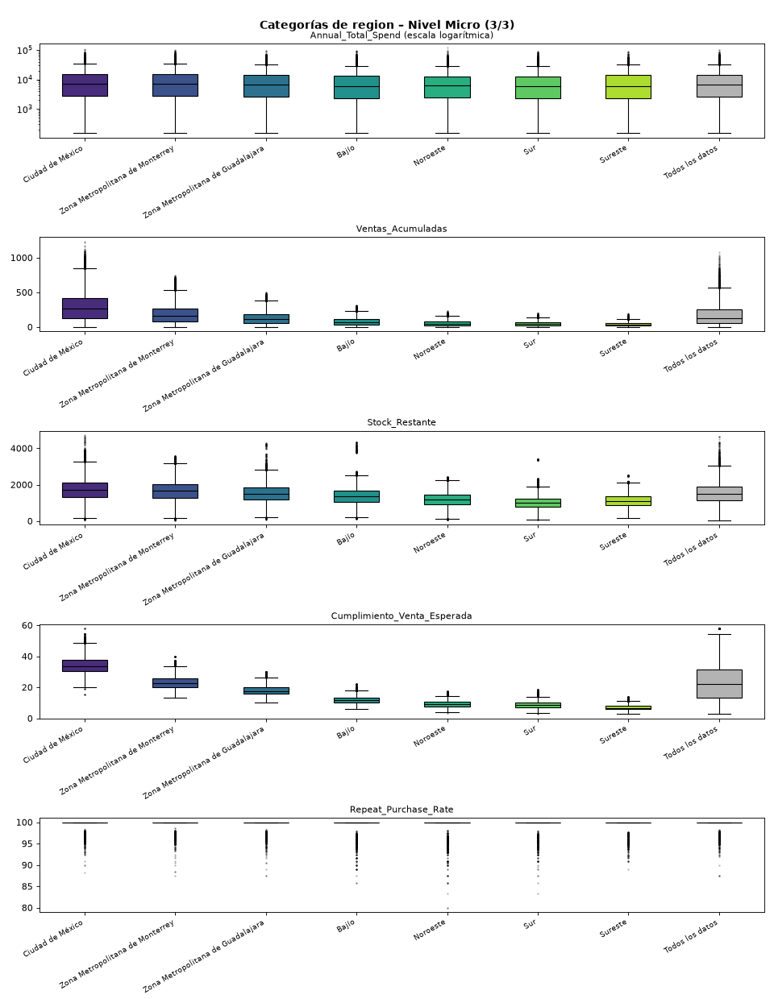 Categorías de region – Nivel Micro (3/3)
Annual_Total_Spend (escala logarítmica)
10^5
10^4
10^3
Ciudad de México
Zona Metropolitana de Monterrey
Zona Metropolitana de Guadalajara
Bajío
Noroeste
Sur
Sureste
Todos los datos
Ventas_Acumuladas
1000
500
0
Ciudad de México
Zona Metropolitana de Monterrey
Zona Metropolitana de Guadalajara
Bajío
Noroeste
Sur
Sureste
Todos los datos
Stock_Restante
4000
2000
0
Ciudad de México
Zona Metropolitana de Monterrey
Zona Metropolitana de Guadalajara
Bajío
Noroeste
Sur
Sureste
Todos los datos
Cumplimiento_Venta_Esperada
60
40
20
0
Ciudad de México
Zona Metropolitana de Monterrey
Zona Metropolitana de Guadalajara
Bajío
Noroeste
Sur
Sureste
Todos los datos
Repeat_Purchase_Rate
100
95
90
85
80
Ciudad de México
Zona Metropolitana de Monterrey
Zona Metropolitana de Guadalajara
Bajío
Noroeste
Sur
Sureste
Todos los datos